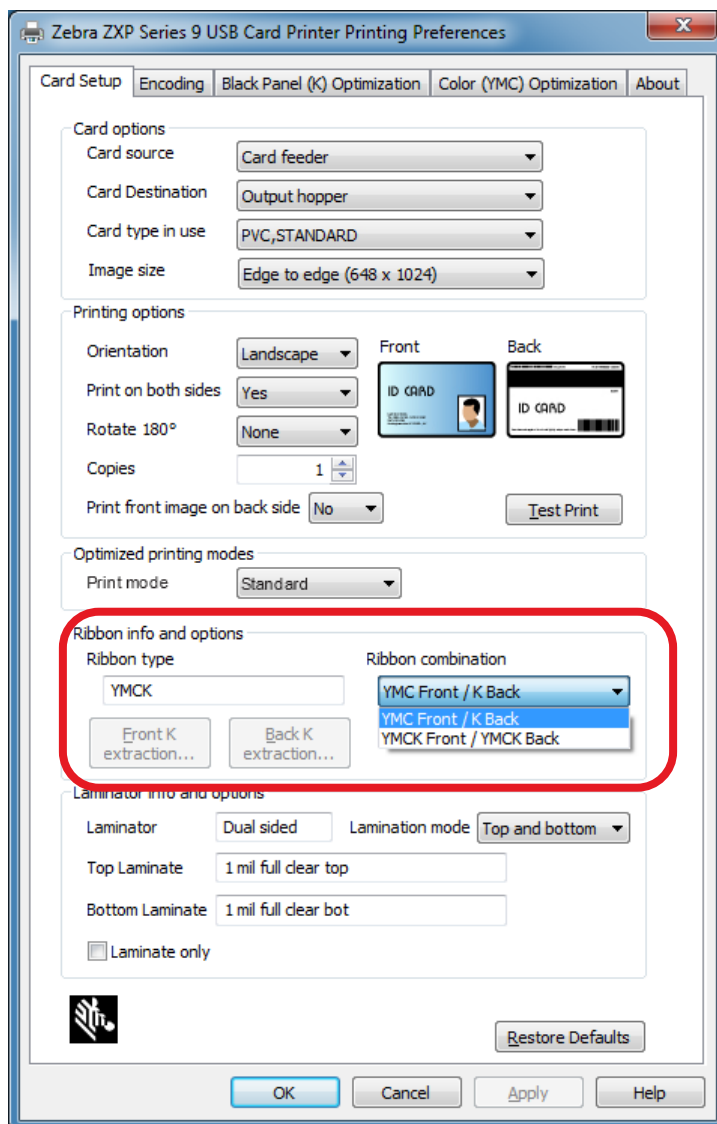 Zebra ZXP Series 9 USB Card Printer Printing Preferences
Card Setup Encoding Black Panel (K) Optimization Color (YMC) Optimization About
Card options
Card source Card feeder
Card Destination Output hopper
Card type in use PVC,STANDARD
Image size Edge to edge (648 x 1024)
Printing options
Orientation Landscape Front Back
Print on both sides Yes
ID CARD ID CARD
Rotate 180° None
Copies 1
Print front image on back side No Test Print
Optimized printing modes
Print mode Standard
Ribbon info and options
Ribbon type Ribbon combination
YMCK YMC Front / K Back
YMC Front / K Back
YMCK Front / YMCK Back
Front K extraction... Back K extraction...
Laminator info and options
Laminator Dual sided Lamination mode Top and bottom
Top Laminate 1 mil full clear top
Bottom Laminate 1 mil full clear bot
Laminate only
Restore Defaults
OK Cancel Apply Help